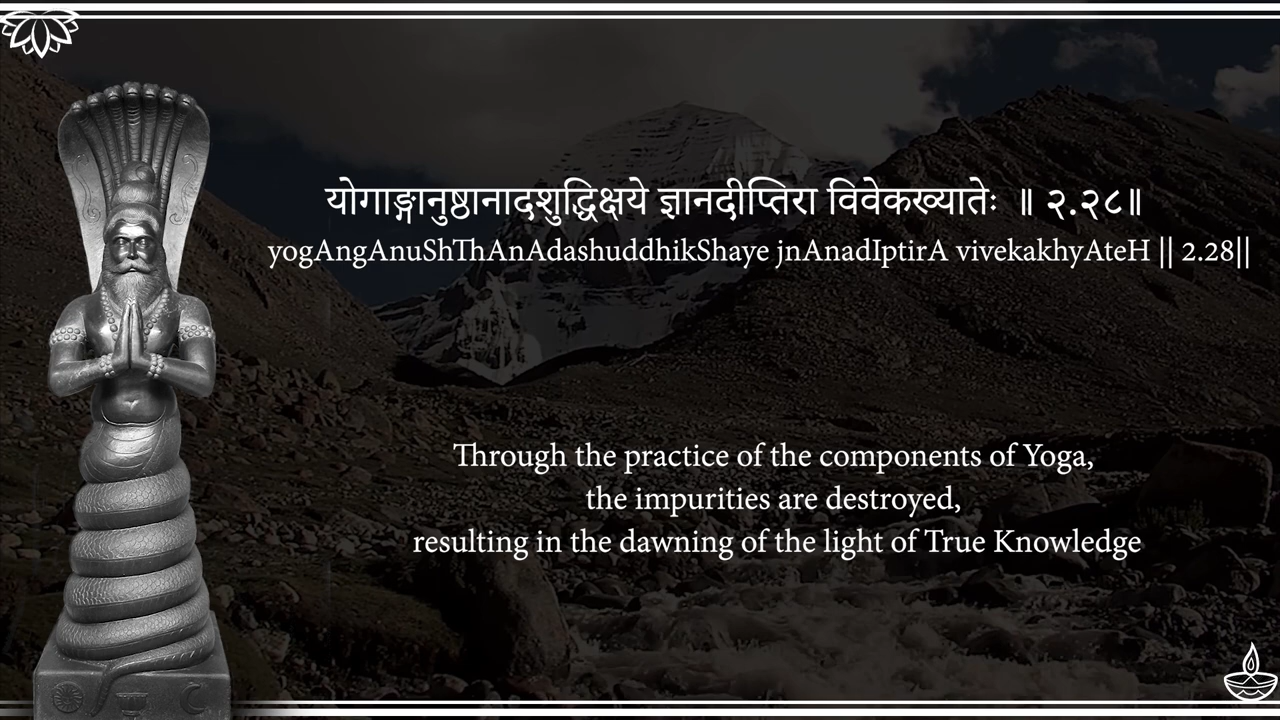 योगाङ्गानुष्ठानादशुद्धिक्षये ज्ञानदीप्तिरा विवेकख्यातेः ॥ २.२८॥
yogAngAnuShThAnAdashuddhikShaye jnAnadIptirA vivekakhyAteH || 2.28||
Through the practice of the components of Yoga,
the impurities are destroyed,
resulting in the dawning of the light of True Knowledge